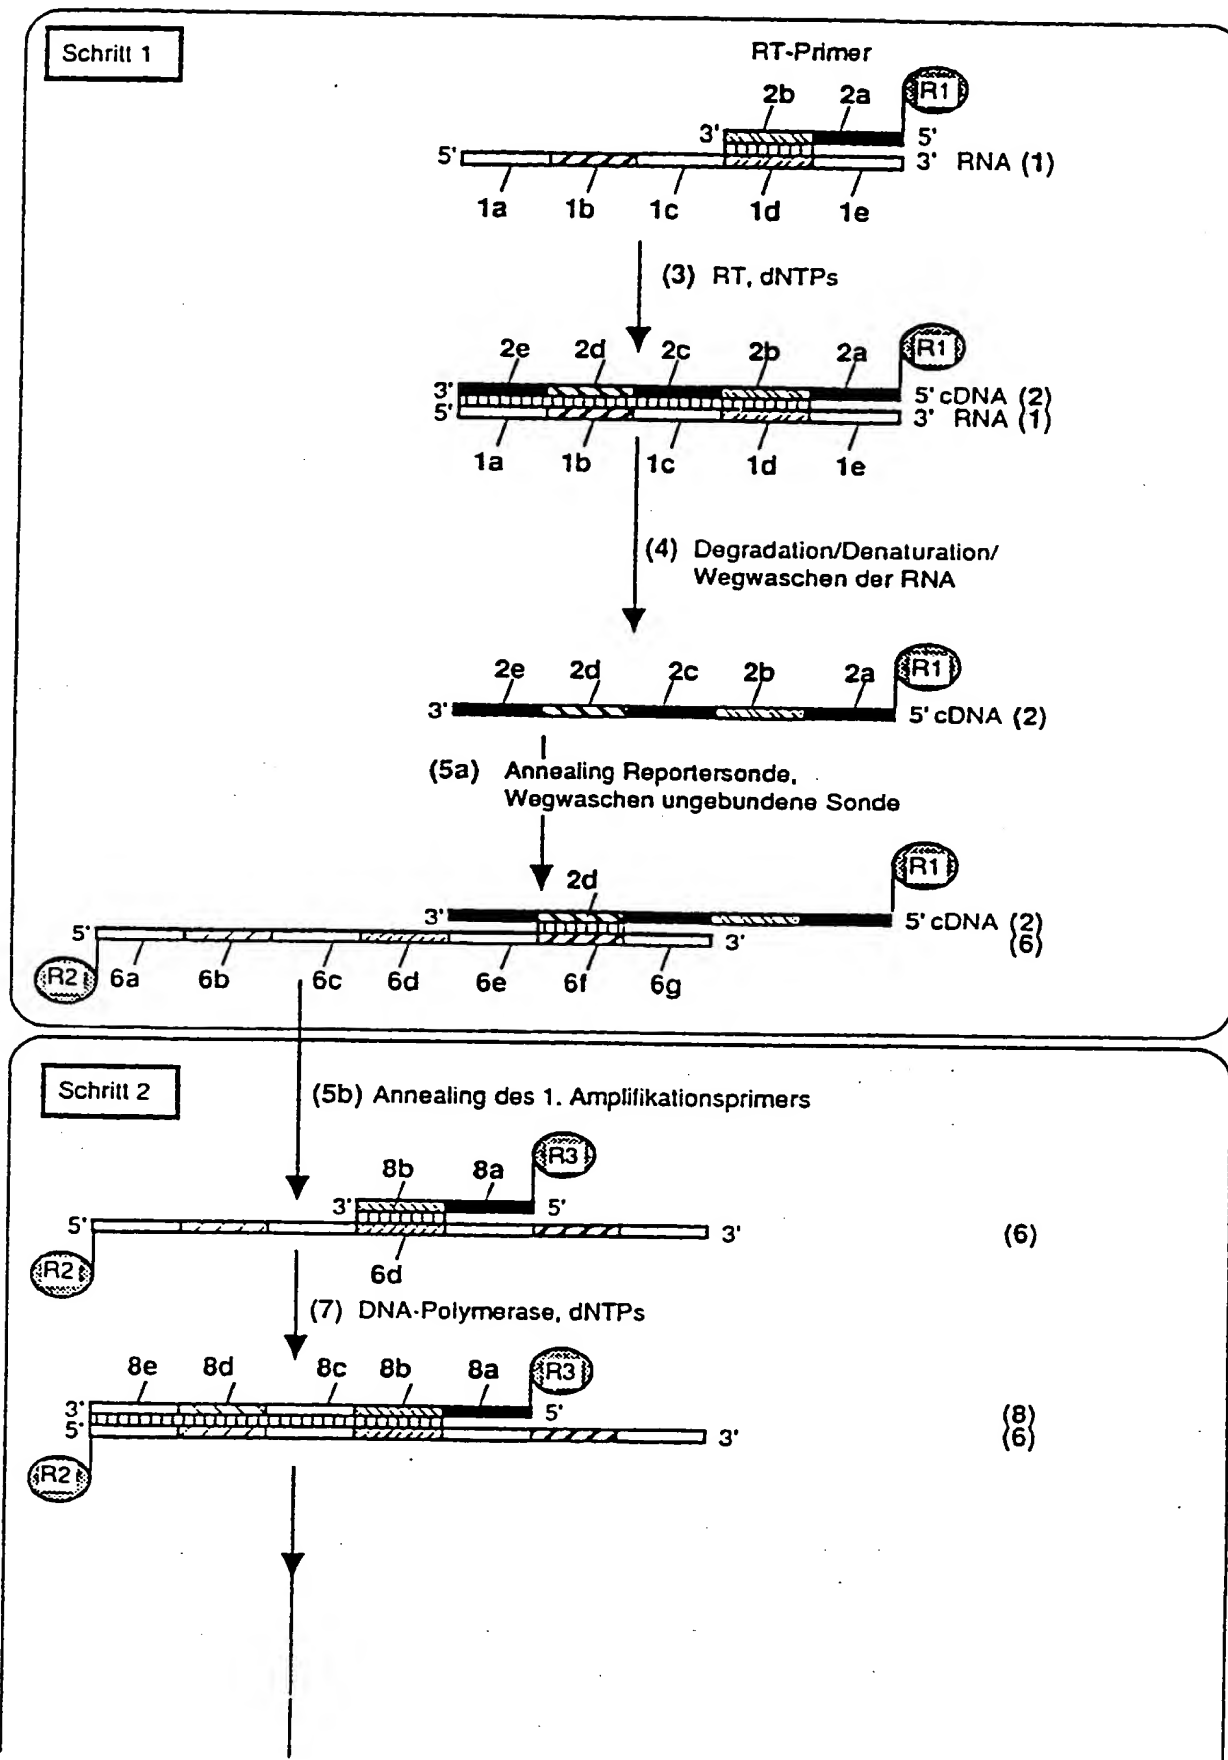 Schritt 1
RT-Primer
R1
2b 2a
3' 5'
5' 3' RNA (1)
1a 1b 1c 1d 1e
(3) RT, dNTPs
R1
2e 2d 2c 2b 2a
3' 5' cDNA (2)
5' 3' RNA (1)
1a 1b 1c 1d 1e
(4) Degradation/Denaturation/
Wegwaschen der RNA
R1
2e 2d 2c 2b 2a
3' 5' cDNA (2)
(5a) Annealing Reportersonde,
Wegwaschen ungebundene Sonde
R1
2d
3' 5' cDNA (2)
5' 3' (6)
R2 6a 6b 6c 6d 6e 6f 6g
Schritt 2
(5b) Annealing des 1. Amplifikationsprimers
R3
8b 8a
3' 5'
5' 3' (6)
R2
6d
(7) DNA-Polymerase, dNTPs
R3
8e 8d 8c 8b 8a
3' 5' (8)
5' 3' (6)
R2